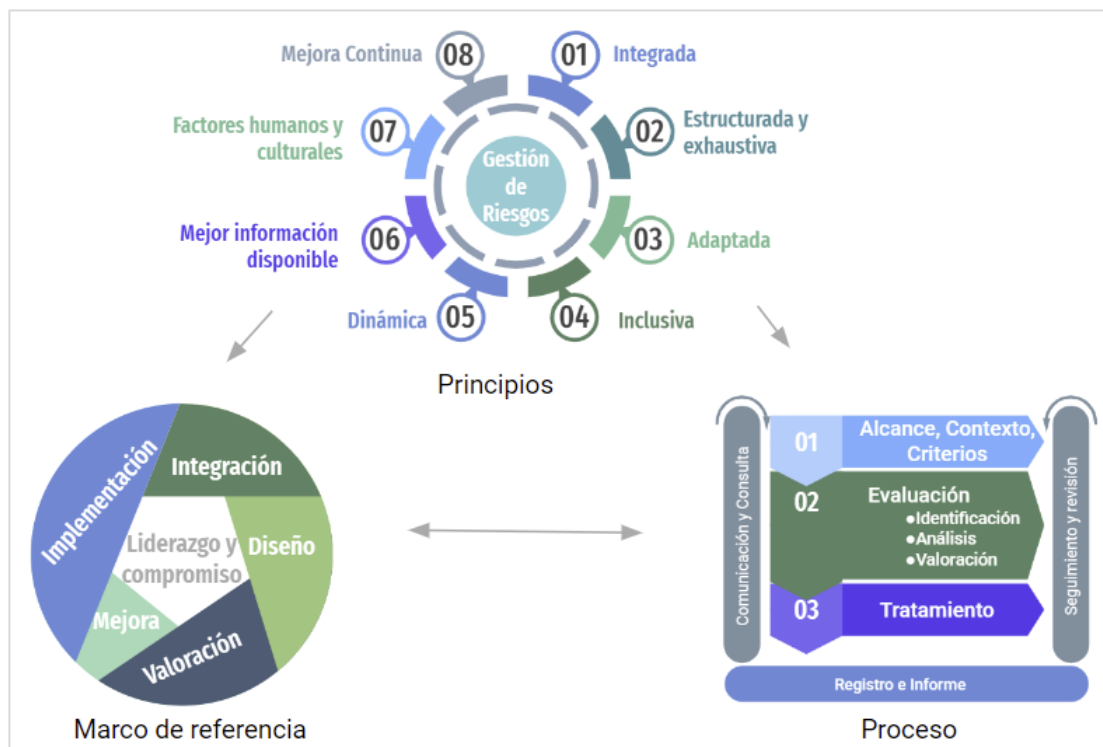 08
Mejora Continua
01
Integrada
07
Factores humanos y
culturales
02
Estructurada y
exhaustiva
Gestión
de
Riesgos
06
Mejor información
disponible
03
Adaptada
Dinámica
05
04
Inclusiva
Principios
Implementación
Integración
Liderazgo y
compromiso
Diseño
Mejora
Valoración
Marco de referencia
Comunicación y Consulta
01
Alcance, Contexto,
Criterios
02
Evaluación
●Identificación
●Análisis
●Valoración
03
Tratamiento
Seguimiento y revisión
Registro e Informe
Proceso